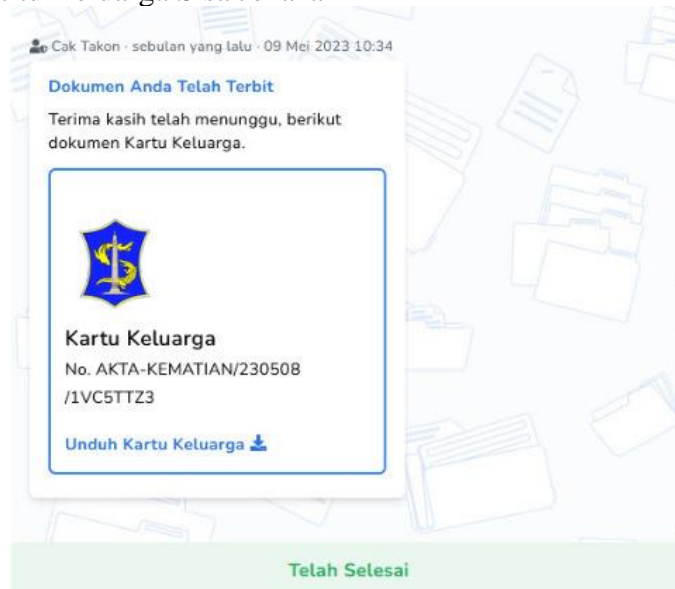 Cak Takon · sebulan yang lalu · 09 Mei 2023 10:34
Dokumen Anda Telah Terbit
Terima kasih telah menunggu, berikut
dokumen Kartu Keluarga.
Kartu Keluarga
No. AKTA-KEMATIAN/230508
/1VC5TTZ3
Unduh Kartu Keluarga
Telah Selesai